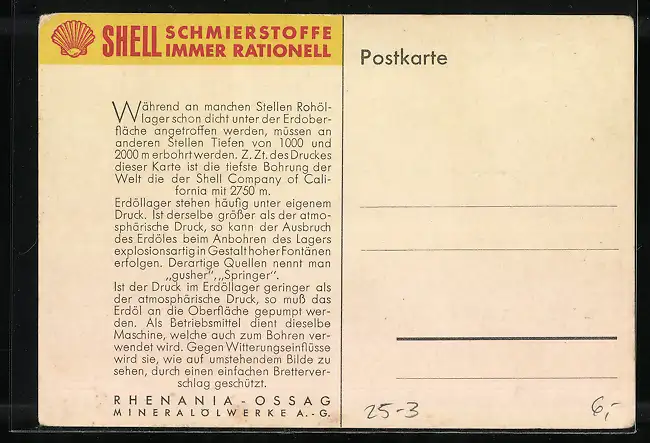 SHELL SCHMIERSTOFFE
IMMER RATIONELL
Während an manchen Stellen Rohöl-
lager schon dicht unter der Erdober-
fläche angetroffen werden, müssen an
anderen Stellen Tiefen von 1000 und
2000 m erbohrt werden. Z. Zt. des Druckes
dieser Karte ist die tiefste Bohrung der
Welt die der Shell Company of Cali-
fornia mit 2750 m.
Erdöllager stehen häufig unter eigenem
Druck. Ist derselbe größer als der atmo-
sphärische Druck, so kann der Ausbruch
des Erdöles beim Anbohren des Lagers
explosionsartig in Gestalt hoher Fontänen
erfolgen. Derartige Quellen nennt man
„gusher", „Springer".
Ist der Druck im Erdöllager geringer als
der atmosphärische Druck, so muß das
Erdöl an die Oberfläche gepumpt wer-
den. Als Betriebsmittel dient dieselbe
Maschine, welche auch zum Bohren ver-
wendet wird. Gegen Witterungseinflüsse
wird sie, wie auf umstehendem Bilde zu
sehen, durch einen einfachen Bretterver-
schlag geschützt.
RHENANIA-OSSAG
MINERALÖLWERKE A.-G.
Postkarte
25-3
6,-